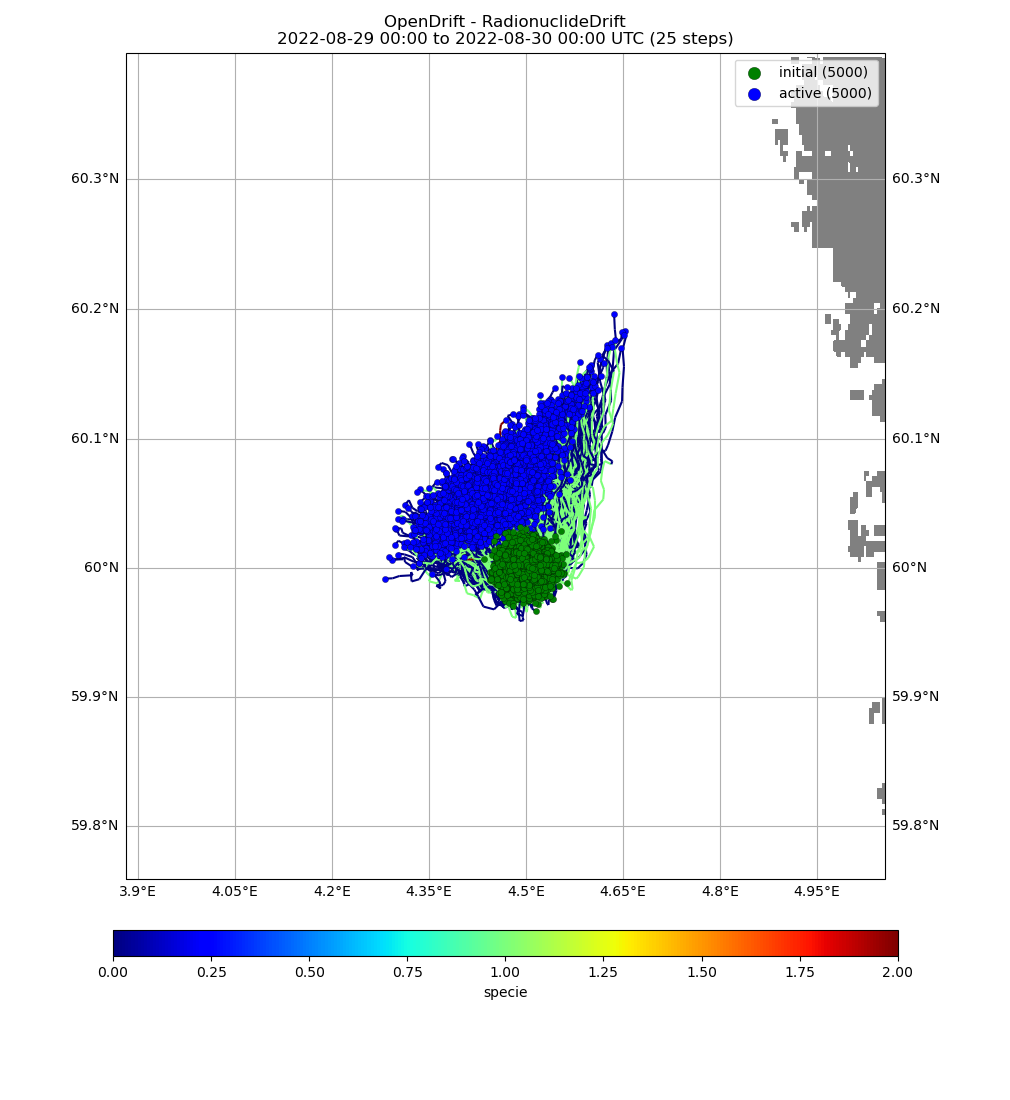 OpenDrift - RadionuclideDrift
2022-08-29 00:00 to 2022-08-30 00:00 UTC (25 steps)
initial (5000)
active (5000)
60.3°N 60.3°N
60.2°N 60.2°N
60.1°N 60.1°N
60°N 60°N
59.9°N 59.9°N
59.8°N 59.8°N
3.9°E 4.05°E 4.2°E 4.35°E 4.5°E 4.65°E 4.8°E 4.95°E
0.00 0.25 0.50 0.75 1.00 1.25 1.50 1.75 2.00
specie